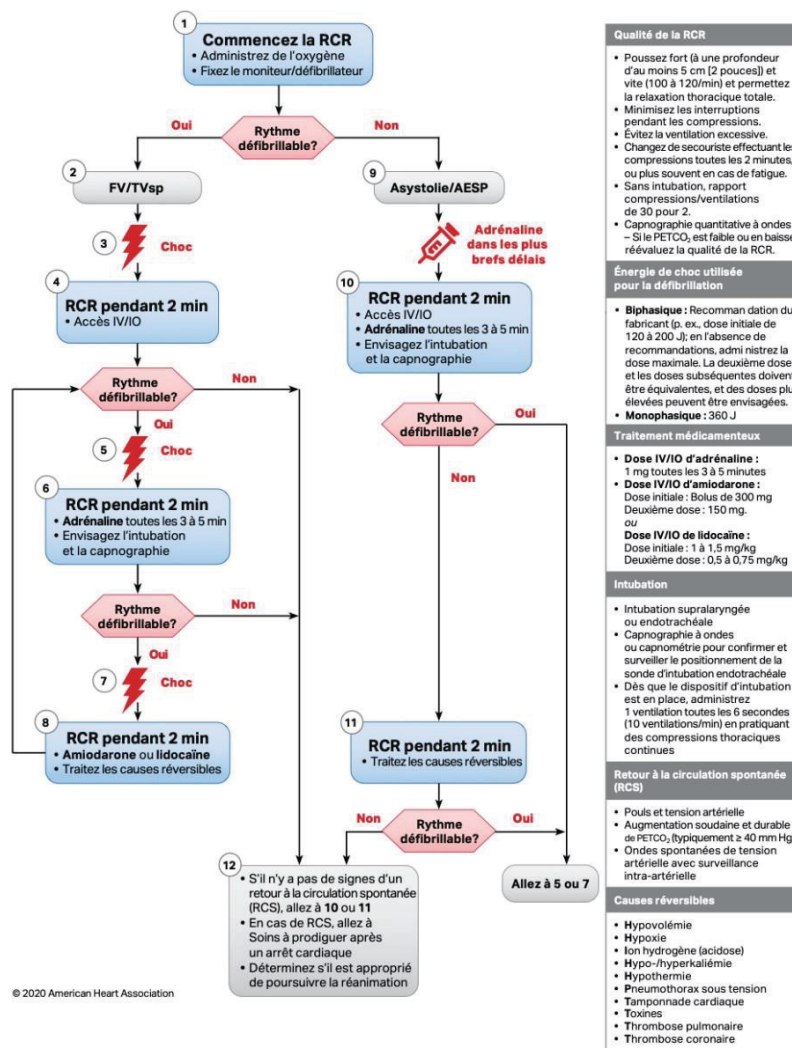 1
Commencez la RCR
• Administrez de l'oxygène
• Fixez le moniteur/défibrillateur
Oui
Rythme
défibrillable?
Non
2
FV/TVsp
9
Asystolie/AESP
3
Choc
Adrénaline
dans les plus
brefs délais
4
RCR pendant 2 min
• Accès IV/IO
10
RCR pendant 2 min
• Accès IV/IO
• Adrénaline toutes les 3 à 5 min
• Envisagez l'intubation
et la capnographie
Rythme
défibrillable?
Non
Oui
Rythme
défibrillable?
Oui
Non
5
Choc
6
RCR pendant 2 min
• Adrénaline toutes les 3 à 5 min
• Envisagez l'intubation
et la capnographie
Rythme
défibrillable?
Non
Oui
7
Choc
8
RCR pendant 2 min
• Amiodarone ou lidocaïne
• Traitez les causes réversibles
11
RCR pendant 2 min
• Traitez les causes réversibles
Non
Rythme
défibrillable?
Oui
12
• S'il n'y a pas de signes d'un
retour à la circulation spontanée
(RCS), allez à 10 ou 11
• En cas de RCS, allez à
Soins à prodiguer après
un arrêt cardiaque
• Déterminez s'il est approprié
de poursuivre la réanimation
Allez à 5 ou 7
© 2020 American Heart Association
Qualité de la RCR
• Poussez fort (à une profondeur
d'au moins 5 cm [2 pouces]) et
vite (100 à 120/min) et permettez
la relaxation thoracique totale.
• Minimisez les interruptions
pendant les compressions.
• Évitez la ventilation excessive.
• Changez de secouriste effectuant les
compressions toutes les 2 minutes,
ou plus souvent en cas de fatigue.
• Sans intubation, rapport
compressions/ventilations
de 30 pour 2.
• Capnographie quantitative à ondes
– Si le PETCO₂ est faible ou en baisse
réévaluez la qualité de la RCR.
Énergie de choc utilisée
pour la défibrillation
• Biphasique : Recomman dation du
fabricant (p. ex., dose initiale de
120 à 200 J); en l'absence de
recommandations, admi nistrez la
dose maximale. La deuxième dose
et les doses subséquentes doivent
être équivalentes, et des doses plu
élevées peuvent être envisagées.
• Monophasique : 360 J
Traitement médicamenteux
• Dose IV/IO d'adrénaline :
1 mg toutes les 3 à 5 minutes
• Dose IV/IO d'amiodarone :
Dose initiale : Bolus de 300 mg
Deuxième dose : 150 mg.
ou
Dose IV/IO de lidocaïne :
Dose initiale : 1 à 1,5 mg/kg
Deuxième dose : 0,5 à 0,75 mg/kg
Intubation
• Intubation supralaryngée
ou endotrachéale
• Capnographie à ondes
ou capnométrie pour confirmer et
surveiller le positionnement de la
sonde d'intubation endotrachéale
• Dès que le dispositif d'intubation
est en place, administrez
1 ventilation toutes les 6 secondes
(10 ventilations/min) en pratiquant
des compressions thoraciques
continues
Retour à la circulation spontanée
(RCS)
• Pouls et tension artérielle
• Augmentation soudaine et durable
de PETCO₂ (typiquement ≥ 40 mm Hg
• Ondes spontanées de tension
artérielle avec surveillance
intra-artérielle
Causes réversibles
• Hypovolémie
• Hypoxie
• Ion hydrogène (acidose)
• Hypo-/hyperkaliémie
• Hypothermie
• Pneumothorax sous tension
• Tamponnade cardiaque
• Toxines
• Thrombose pulmonaire
• Thrombose coronaire